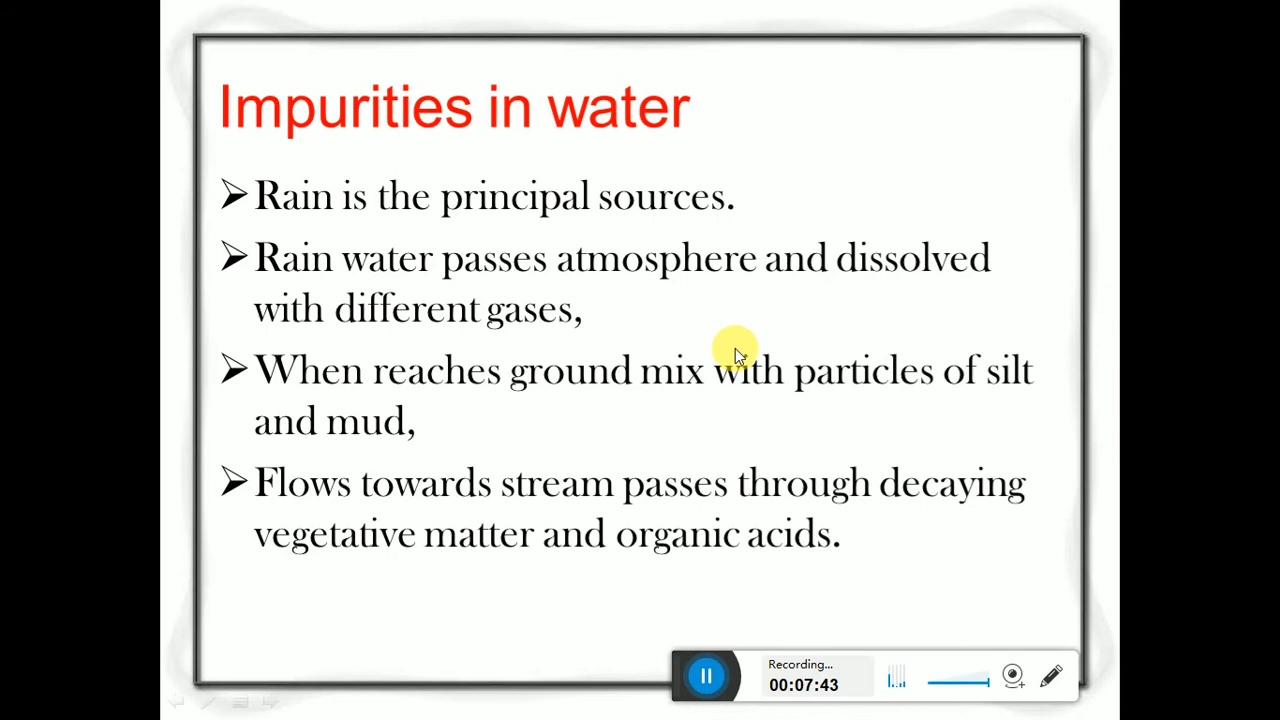 Impurities in water
Rain is the principal sources.
Rain water passes atmosphere and dissolved
with different gases,
When reaches ground mix with particles of silt
and mud,
Flows towards stream passes through decaying
vegetative matter and organic acids.
Recording...
00:07:43